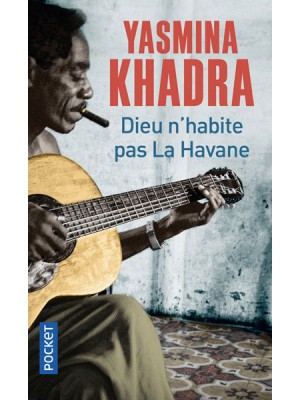 YASMINA
KHADRA
Dieu n'habite
pas La Havane
POCKET